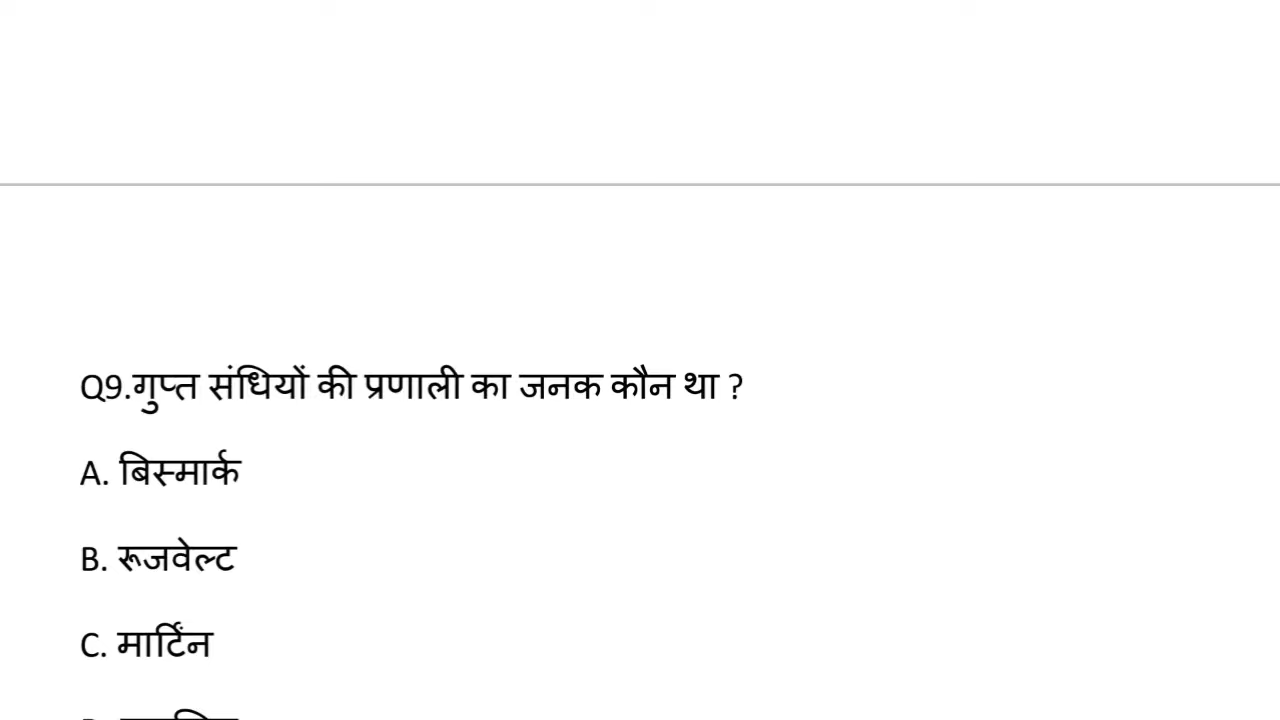 Q9.गुप्त संधियों की प्रणाली का जनक कौन था ?
A. बिस्मार्क
B. रूजवेल्ट
C. मार्टिन